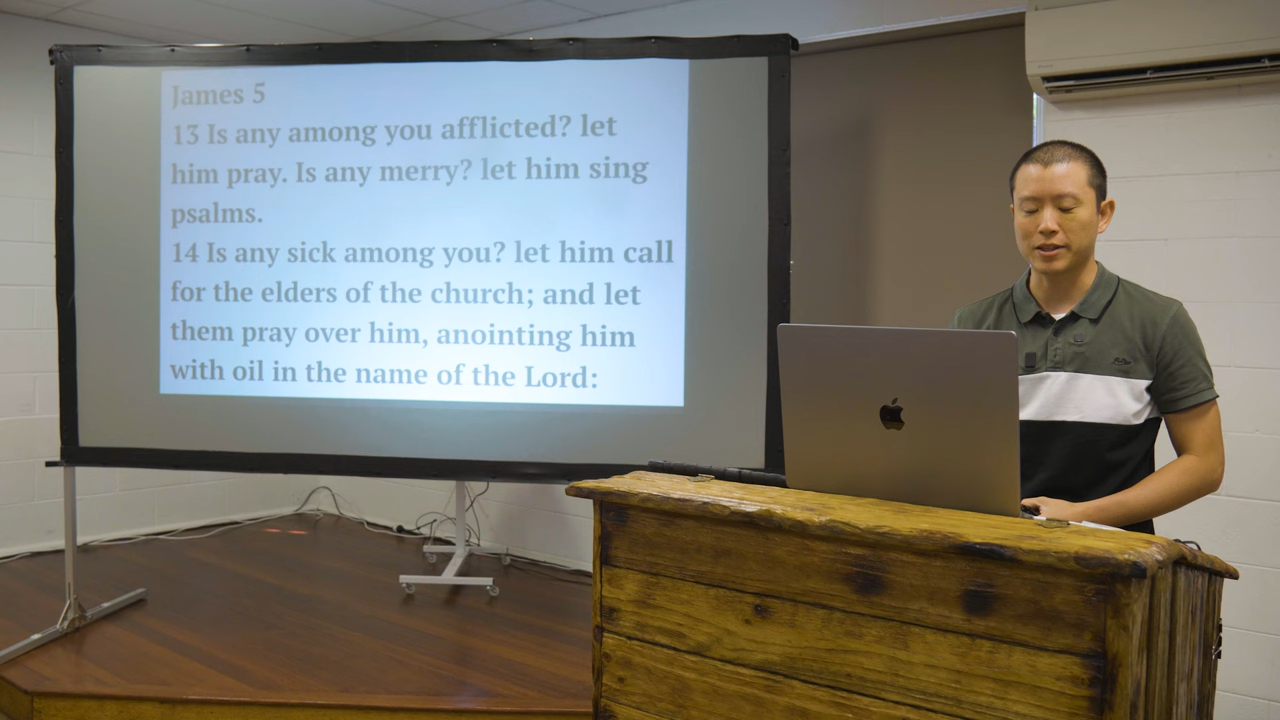 James 5
13 Is any among you afflicted? let
him pray. Is any merry? let him sing
psalms.
14 Is any sick among you? let him call
for the elders of the church; and let
them pray over him, anointing him
with oil in the name of the Lord: